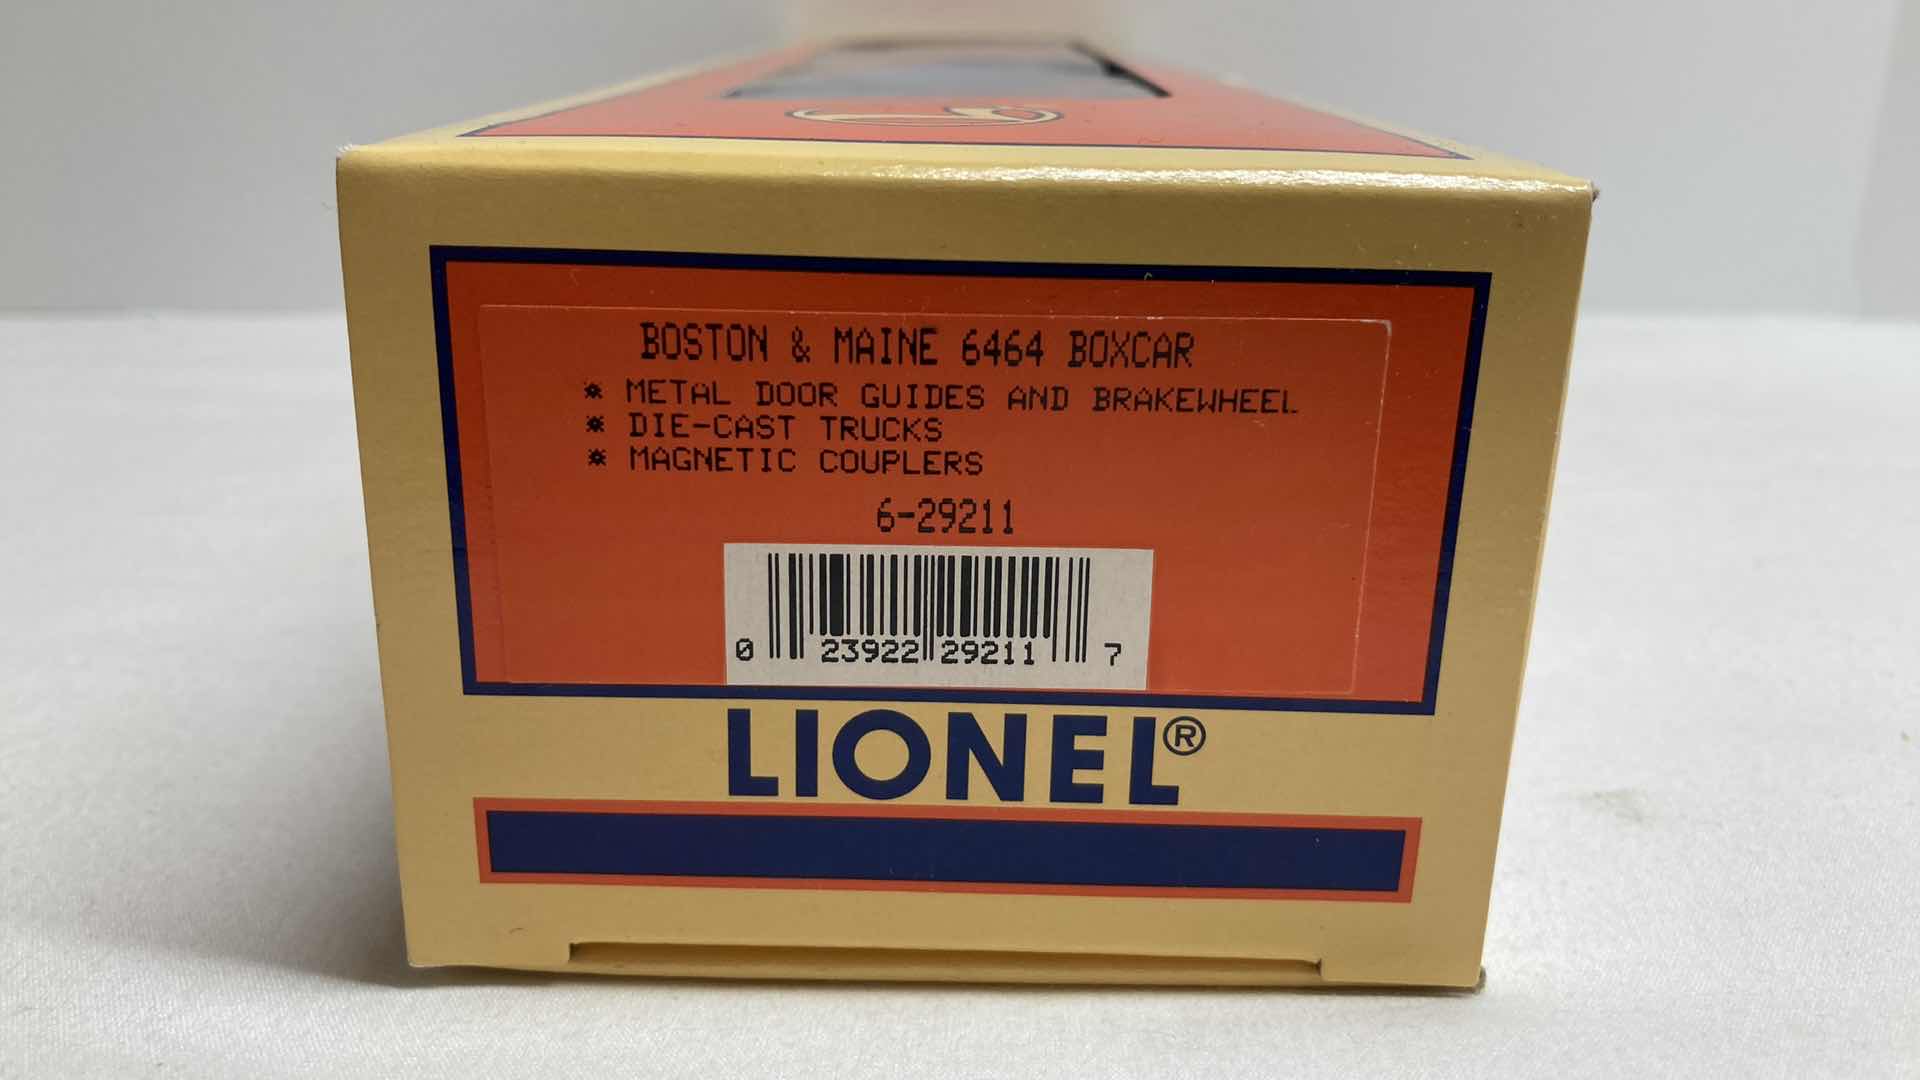 BOSTON & MAINE 6464 BOXCAR
* METAL DOOR GUIDES AND BRAKEWHEEL
* DIE-CAST TRUCKS
* MAGNETIC COUPLERS
6-29211
0 23922 29211 7
LIONEL®